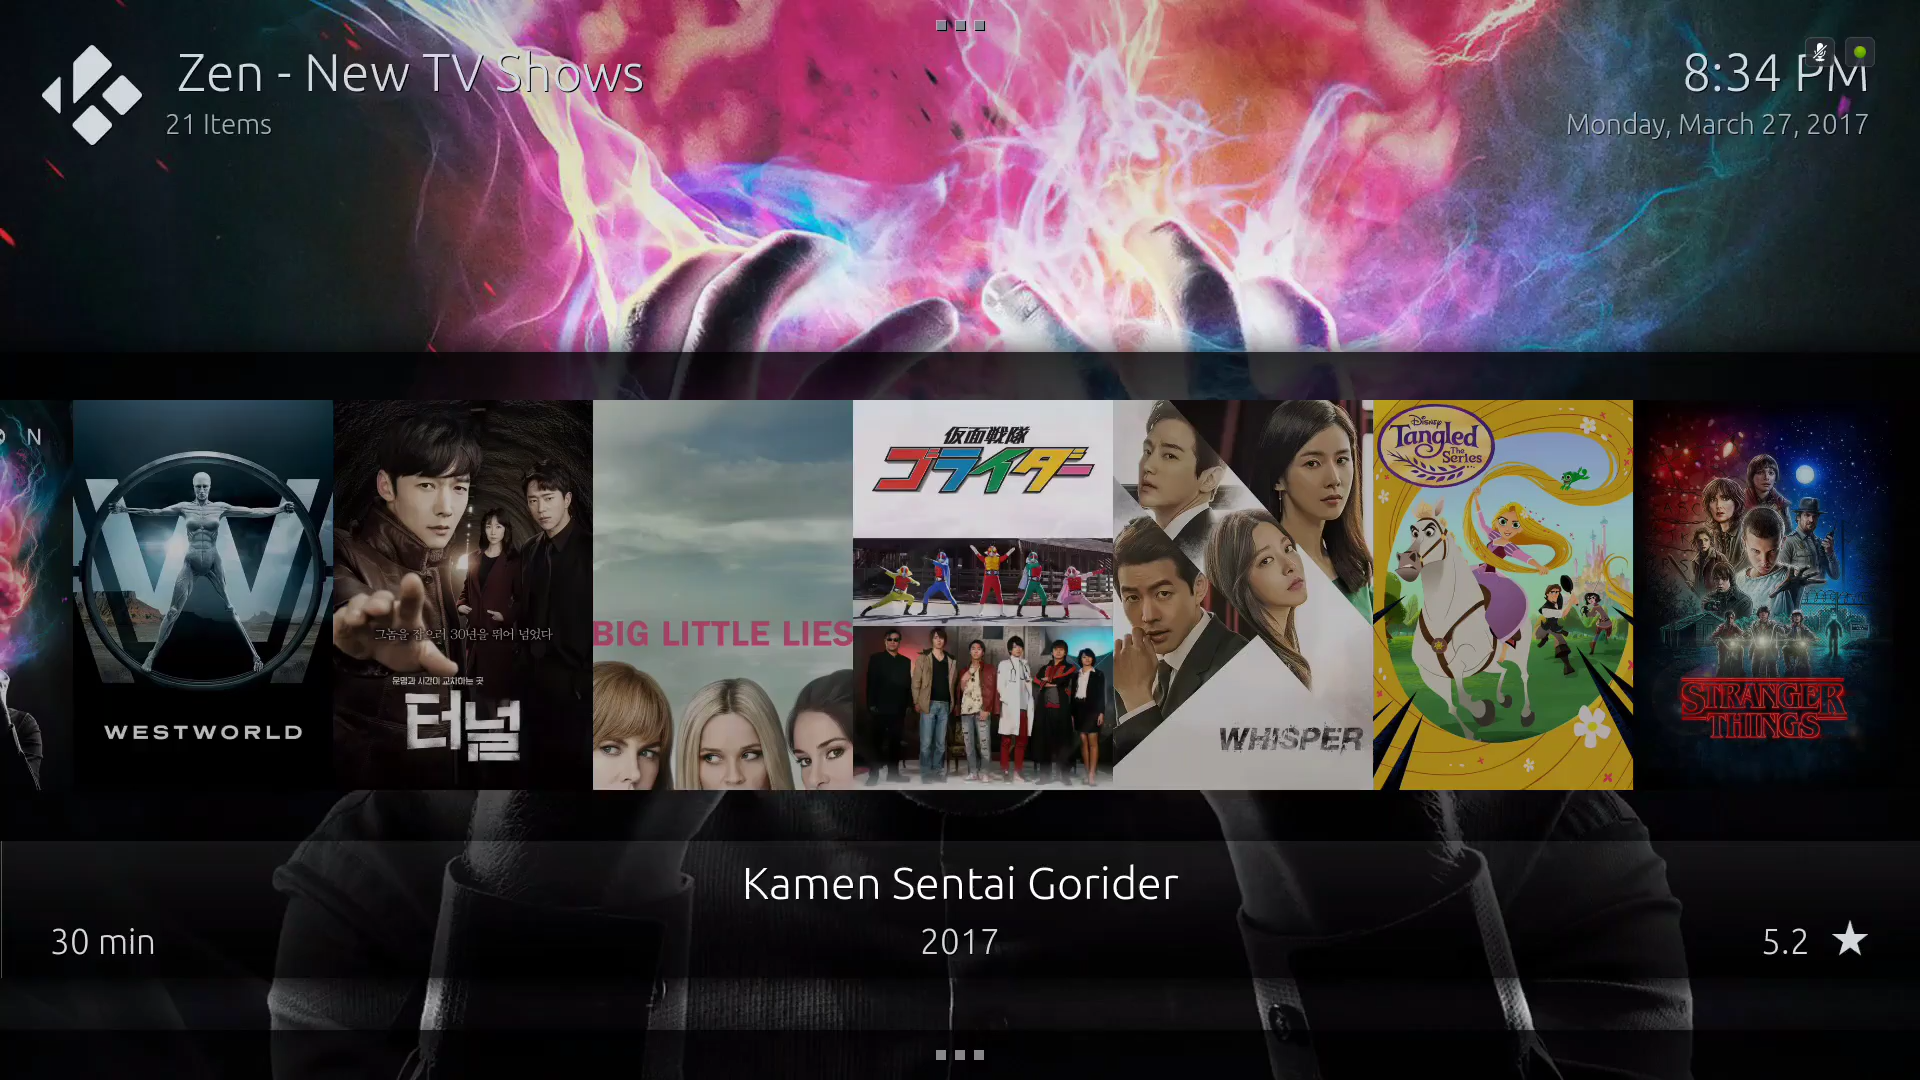 Zen - New TV Shows
21 Items
8:34 PM
Monday, March 27, 2017
O N
WESTWORLD
그놈을 잡으러 30년을 뛰어 넘었다
운명과 시간이 교차하는 곳
터널
BIG LITTLE LIES
仮面戦隊
ゴライダー
WHISPER
Disney
Tangled
The
Series
STRANGER
THINGS
Kamen Sentai Gorider
30 min
2017
5.2